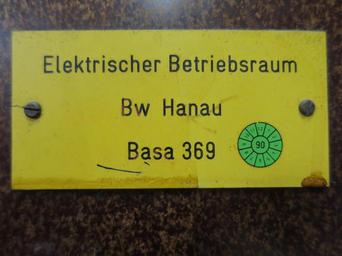 Elektrischer Betriebsraum
Bw Hanau
Basa 369
90